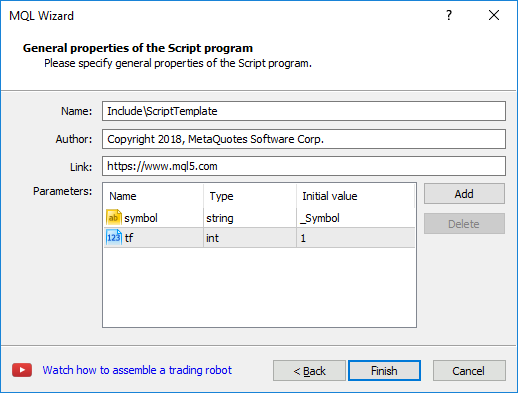 MQL Wizard
?
General properties of the Script program
Please specify general properties of the Script program.
Name: Include\ScriptTemplate
Author: Copyright 2018, MetaQuotes Software Corp.
Link: https://www.mql5.com
Parameters: Name Type Initial value Add
ab symbol string _Symbol
123 tf int 1 Delete
Watch how to assemble a trading robot < Back Finish Cancel